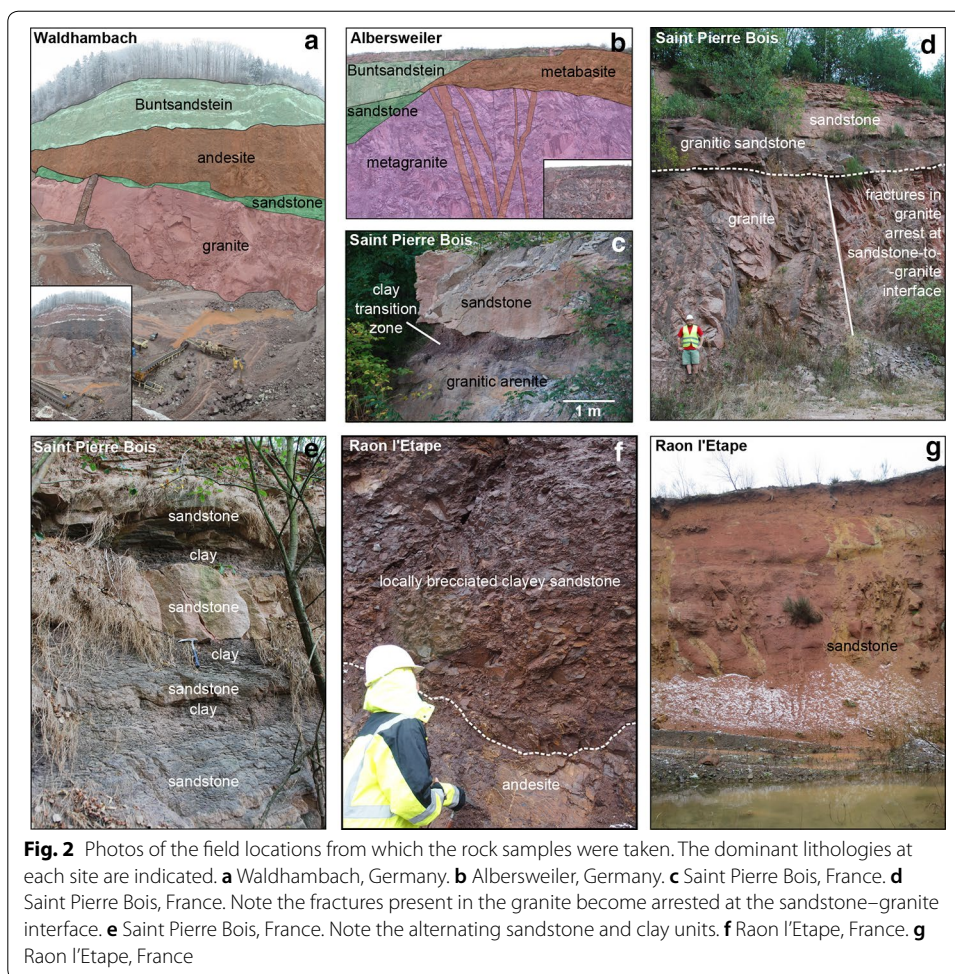 Waldhambach
a
Buntsandstein
andesite
sandstone
granite
Albersweiler
b
Buntsandstein
metabasite
sandstone
metagranite
Saint Pierre Bois
c
sandstone
clay
transition
zone
granitic arenite
1 m
Saint Pierre Bois
d
sandstone
granitic sandstone
granite
fractures in
granite
arrest at
sandstone-to-
-granite
interface
Saint Pierre Bois
e
sandstone
clay
sandstone
clay
sandstone
clay
sandstone
Raon l'Etape
f
locally brecciated clayey sandstone
andesite
Raon l'Etape
g
sandstone
Fig. 2 Photos of the field locations from which the rock samples were taken. The dominant lithologies at
each site are indicated. a Waldhambach, Germany. b Albersweiler, Germany. c Saint Pierre Bois, France. d
Saint Pierre Bois, France. Note the fractures present in the granite become arrested at the sandstone–granite
interface. e Saint Pierre Bois, France. Note the alternating sandstone and clay units. f Raon l’Etape, France. g
Raon l’Etape, France